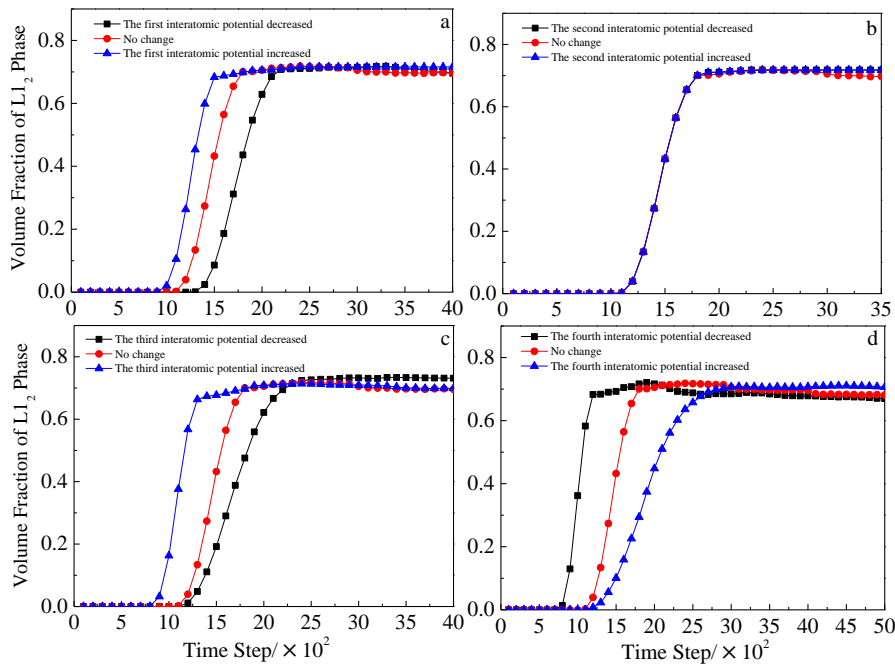 a
The first interatomic potential decreased
No change
The first interatomic potential increased
Volume Fraction of L1₂ Phase
0.8
0.6
0.4
0.2
0.0
0 5 10 15 20 25 30 35 40
b
The second interatomic potential decreased
No change
The second interatomic potential increased
0.8
0.6
0.4
0.2
0.0
0 5 10 15 20 25 30 35
c
The third interatomic potential decreased
No change
The third interatomic potential increased
Volume Fraction of L1₂ Phase
0.8
0.6
0.4
0.2
0.0
0 5 10 15 20 25 30 35 40
Time Step/ × 10²
d
The fourth interatomic potential decreased
No change
The fourth interatomic potential increased
0.8
0.6
0.4
0.2
0.0
0 5 10 15 20 25 30 35 40 45 50
Time Step/ × 10²